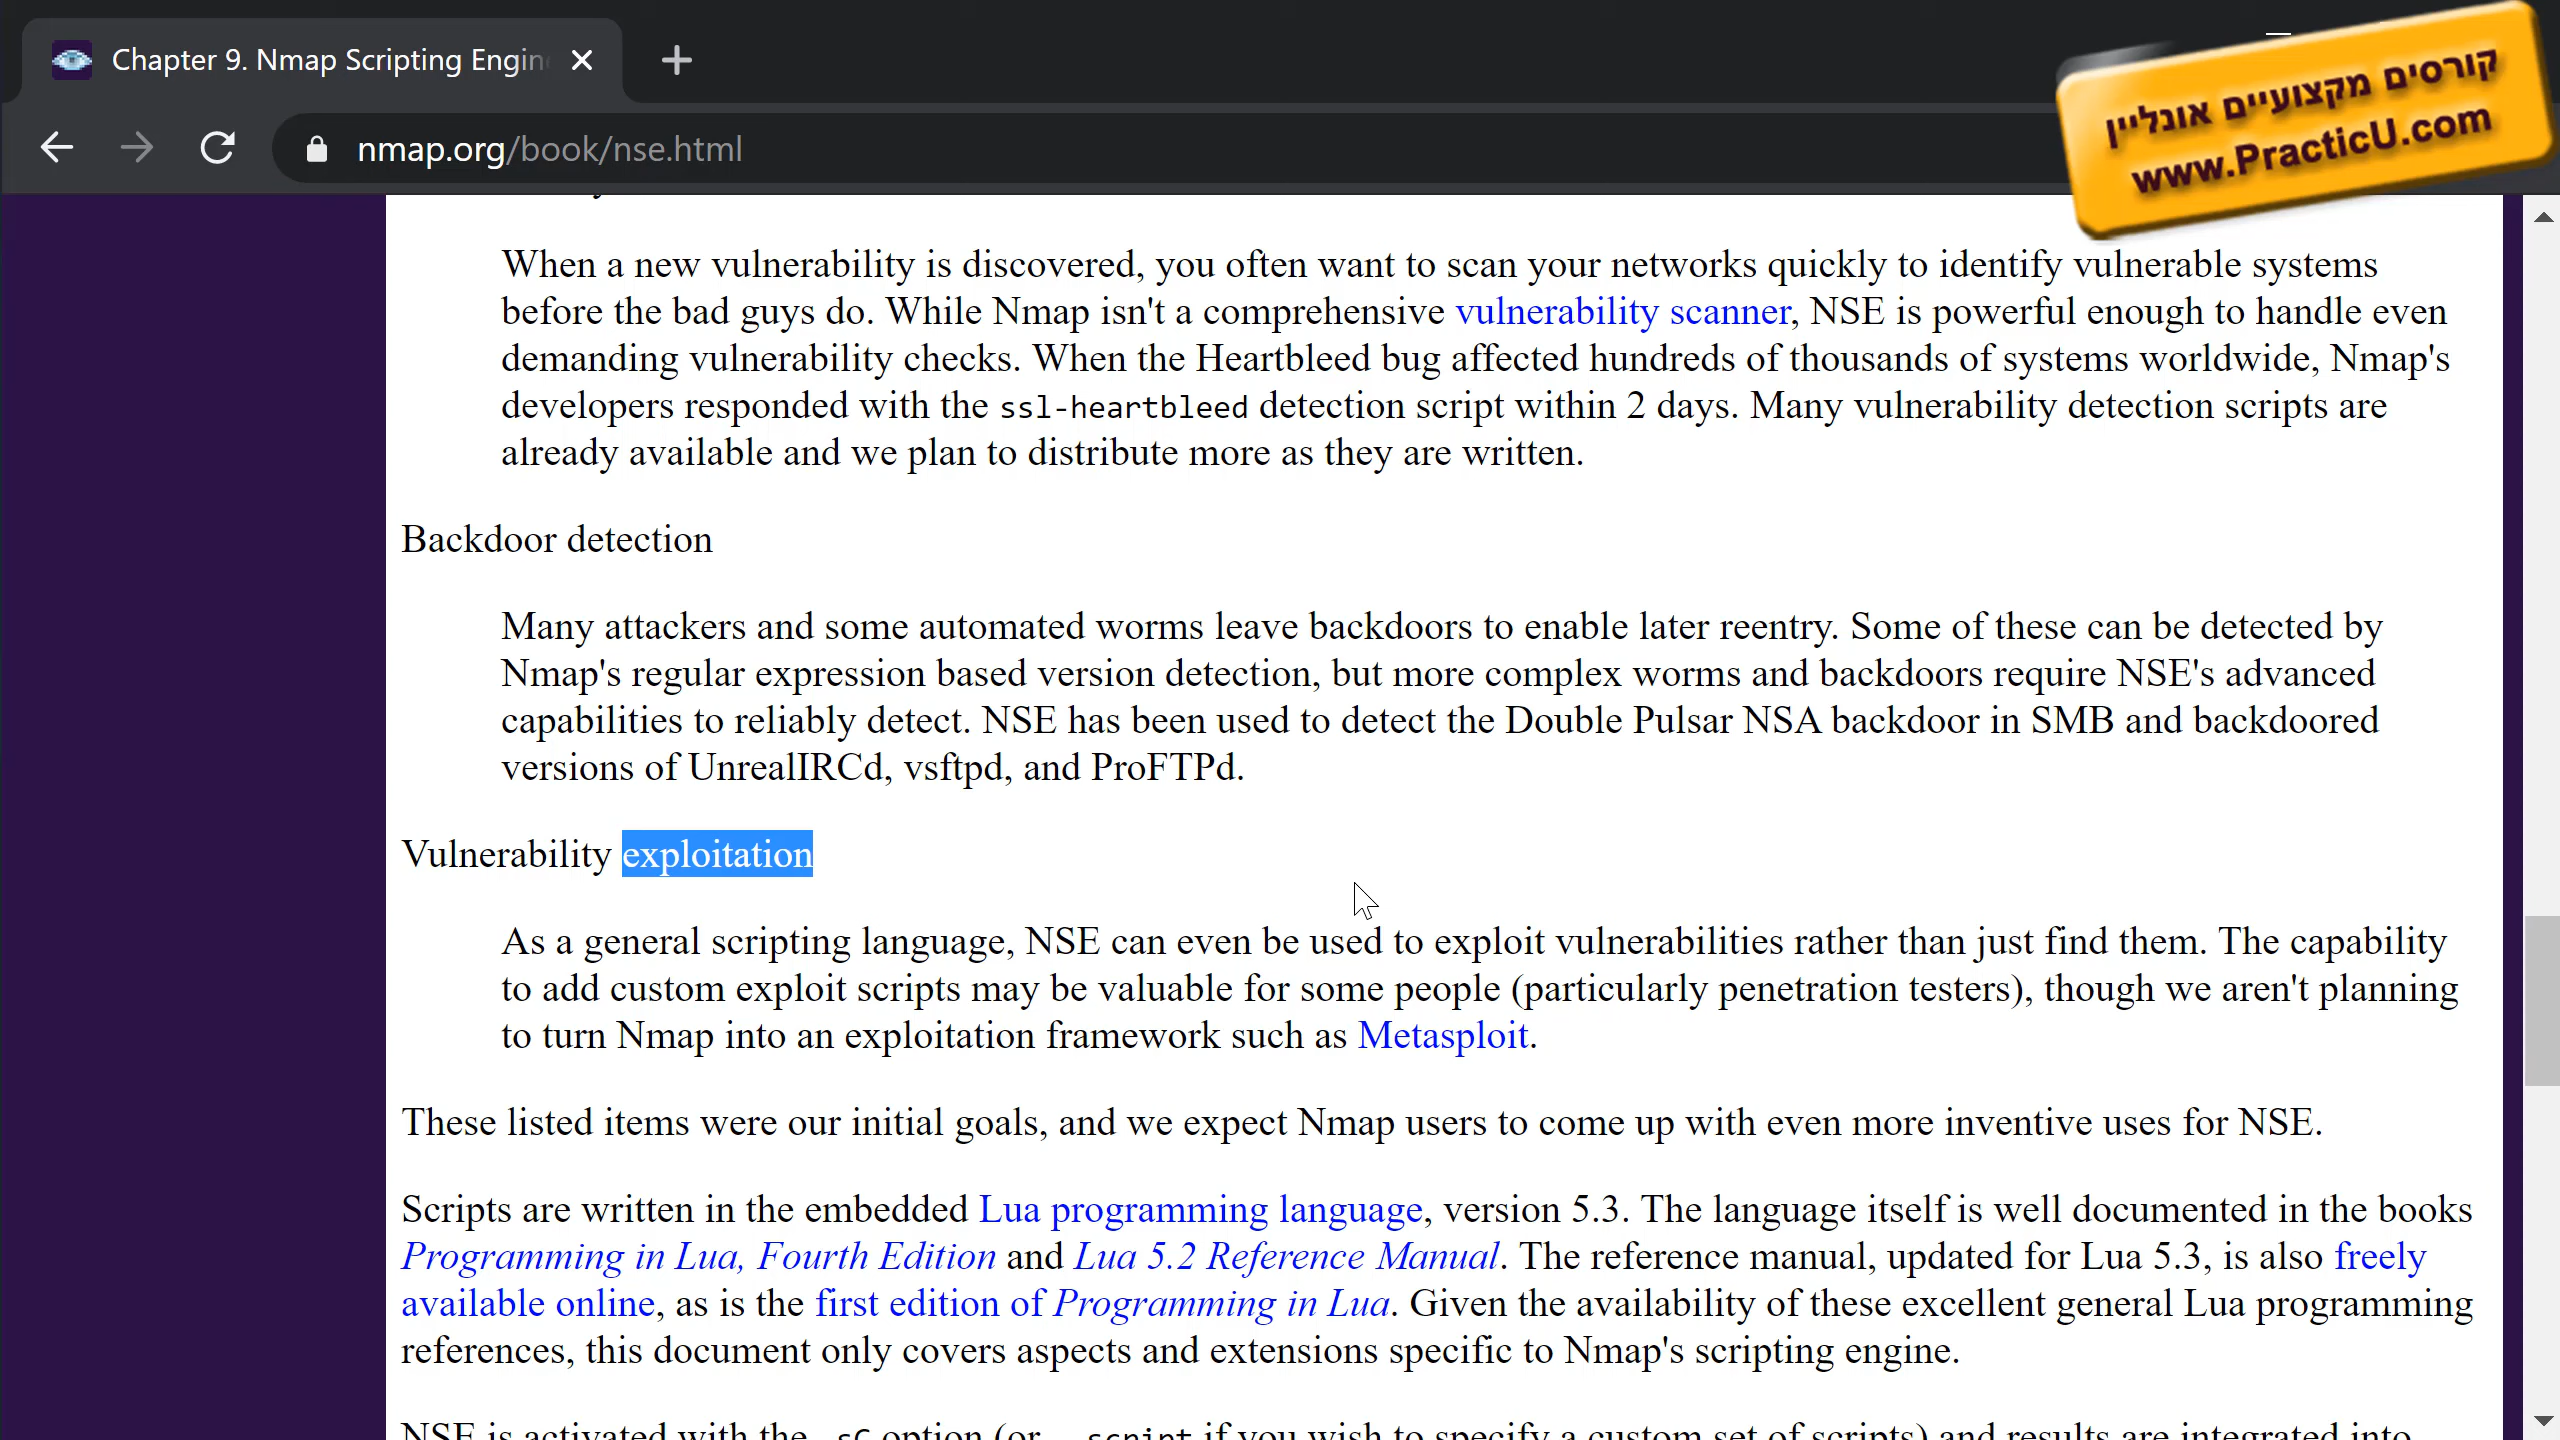 Chapter 9. Nmap Scripting Engin
nmap.org/book/nse.html
קורסים מקצועיים אונליין
www.PracticU.com
When a new vulnerability is discovered, you often want to scan your networks quickly to identify vulnerable systems
before the bad guys do. While Nmap isn't a comprehensive vulnerability scanner, NSE is powerful enough to handle even
demanding vulnerability checks. When the Heartbleed bug affected hundreds of thousands of systems worldwide, Nmap's
developers responded with the ssl-heartbleed detection script within 2 days. Many vulnerability detection scripts are
already available and we plan to distribute more as they are written.
Backdoor detection
Many attackers and some automated worms leave backdoors to enable later reentry. Some of these can be detected by
Nmap's regular expression based version detection, but more complex worms and backdoors require NSE's advanced
capabilities to reliably detect. NSE has been used to detect the Double Pulsar NSA backdoor in SMB and backdoored
versions of UnrealIRCd, vsftpd, and ProFTPd.
Vulnerability exploitation
As a general scripting language, NSE can even be used to exploit vulnerabilities rather than just find them. The capability
to add custom exploit scripts may be valuable for some people (particularly penetration testers), though we aren't planning
to turn Nmap into an exploitation framework such as Metasploit.
These listed items were our initial goals, and we expect Nmap users to come up with even more inventive uses for NSE.
Scripts are written in the embedded Lua programming language, version 5.3. The language itself is well documented in the books
Programming in Lua, Fourth Edition and Lua 5.2 Reference Manual. The reference manual, updated for Lua 5.3, is also freely
available online, as is the first edition of Programming in Lua. Given the availability of these excellent general Lua programming
references, this document only covers aspects and extensions specific to Nmap's scripting engine.
NSE is activated with the -sC option (or --script if you wish to specify a custom set of scripts) and results are integrated into